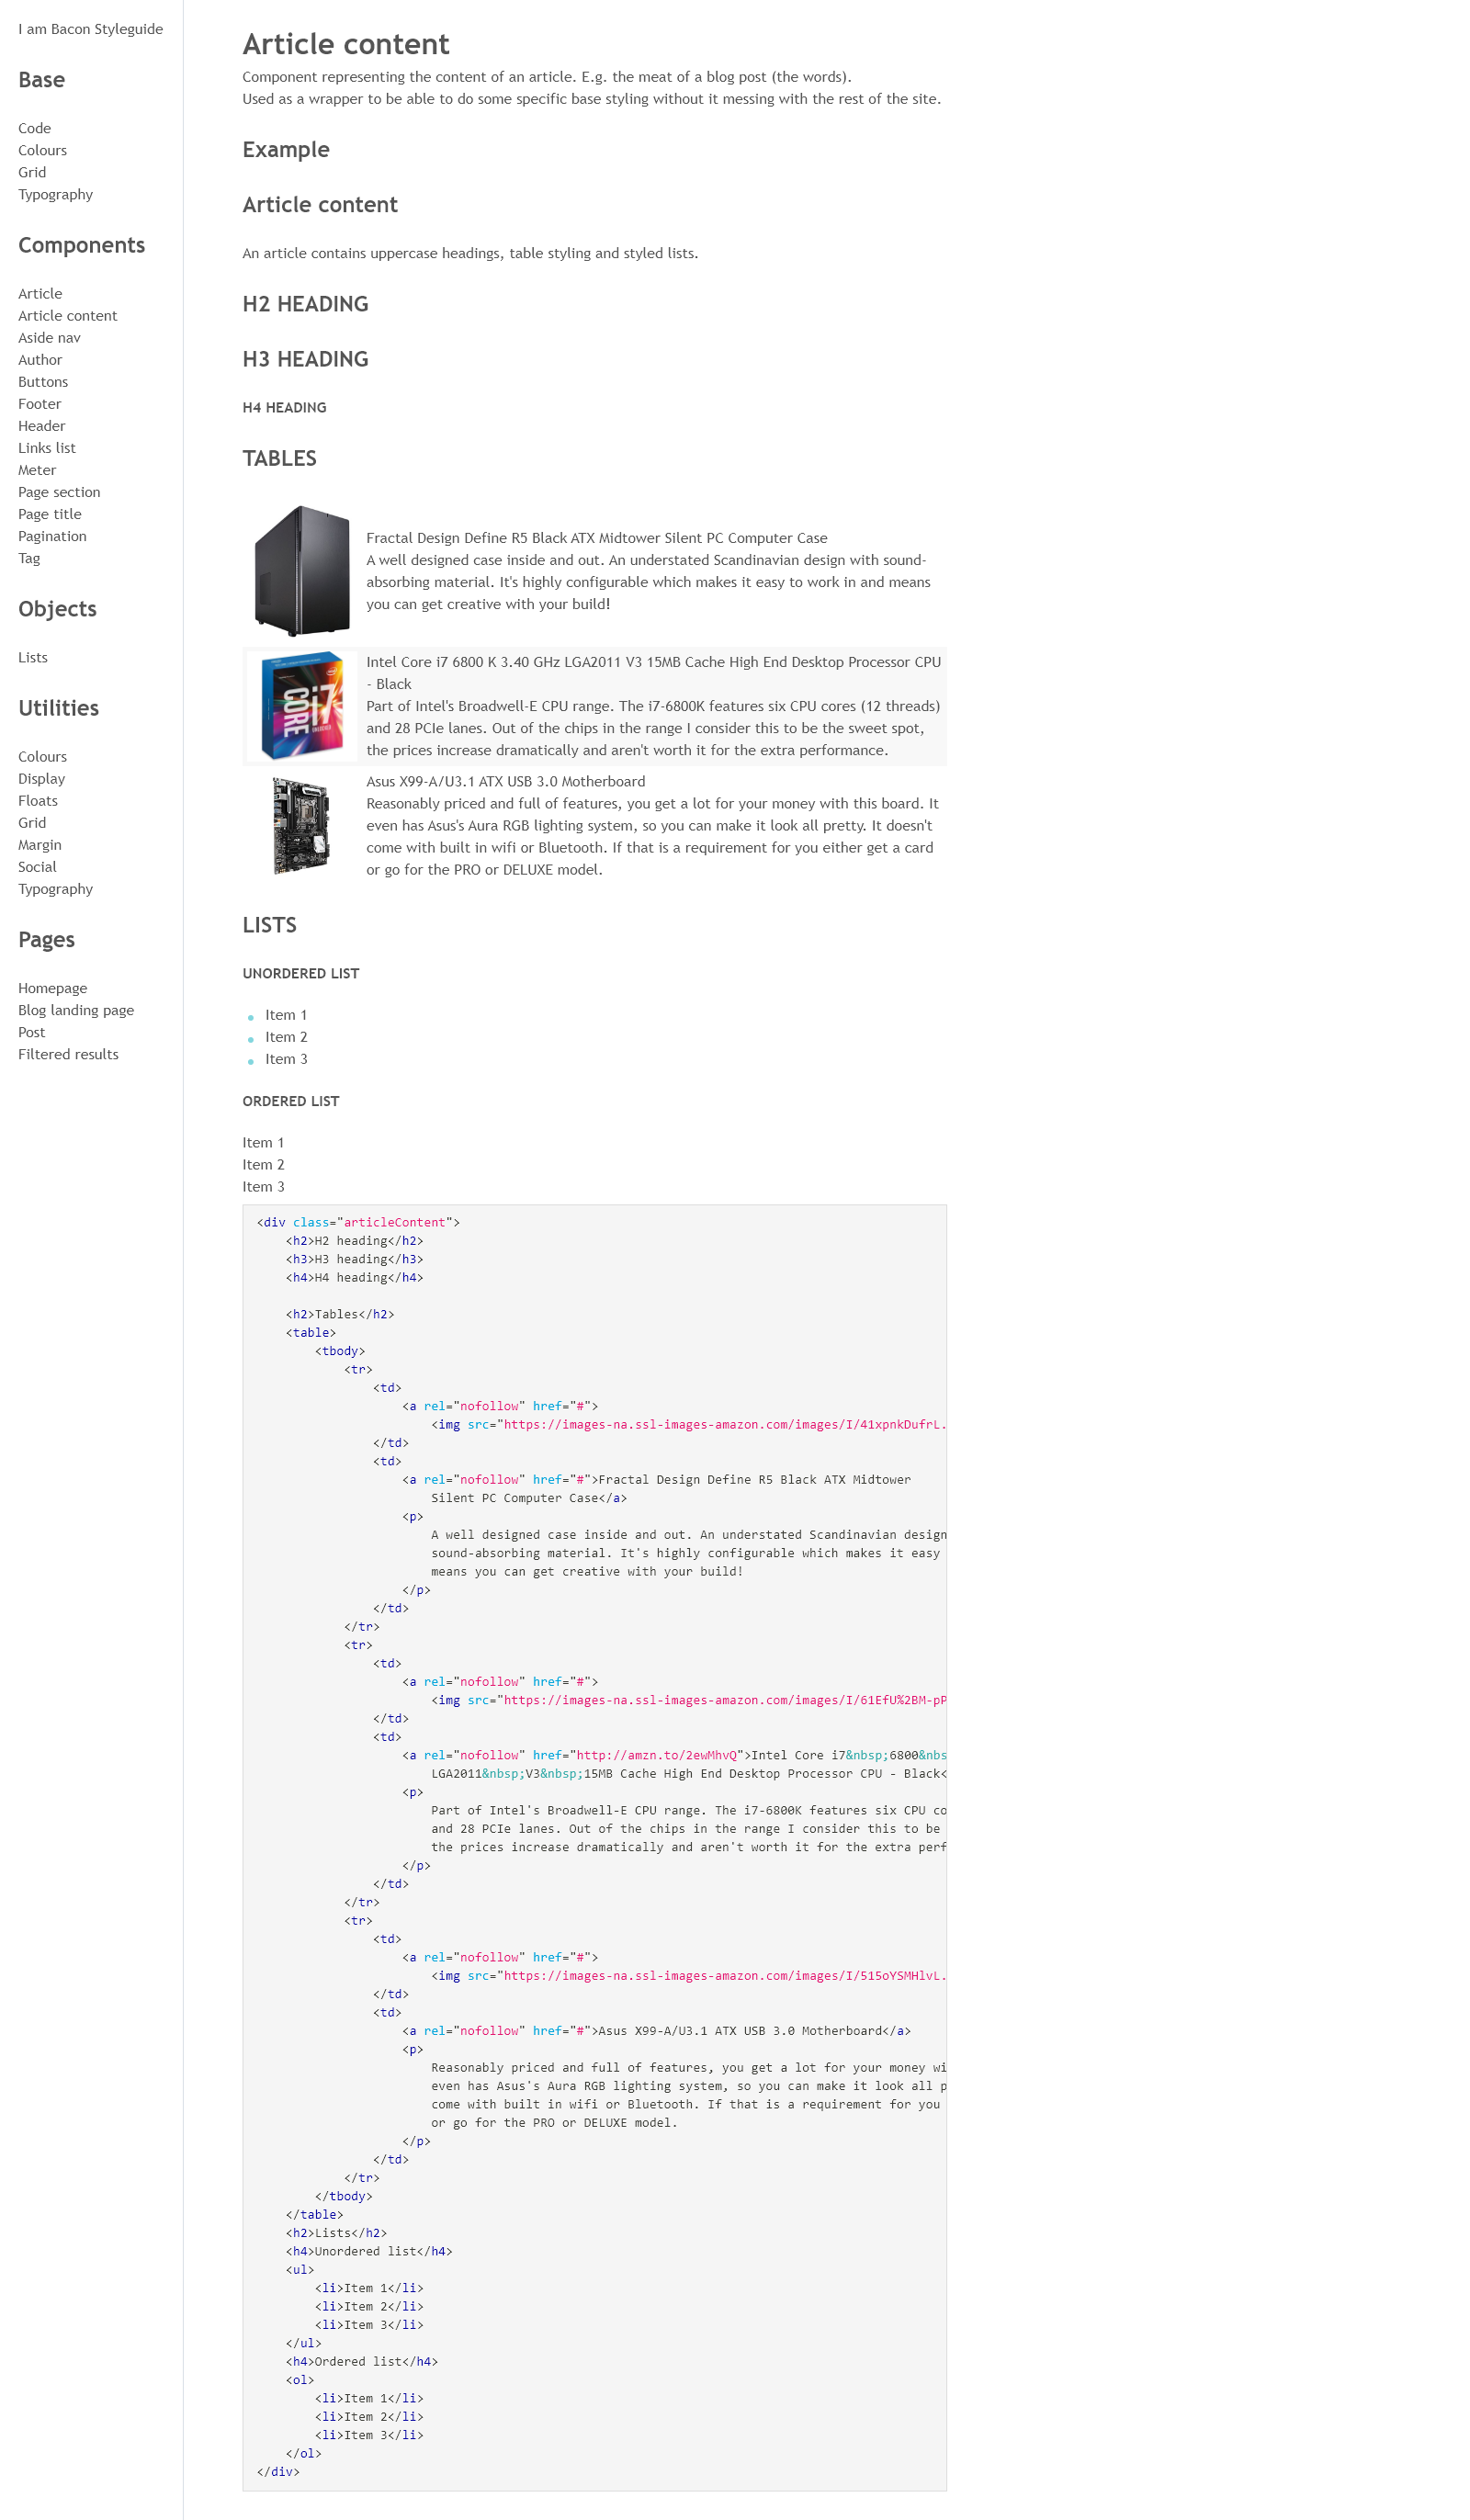 I am Bacon Styleguide
Base
Code
Colours
Grid
Typography
Components
Article
Article content
Aside nav
Author
Buttons
Footer
Header
Links list
Meter
Page section
Page title
Pagination
Tag
Objects
Lists
Utilities
Colours
Display
Floats
Grid
Margin
Social
Typography
Pages
Homepage
Blog landing page
Post
Filtered results
Article content
Component representing the content of an article. E.g. the meat of a blog post (the words).
Used as a wrapper to be able to do some specific base styling without it messing with the rest of the site.
Example
Article content
An article contains uppercase headings, table styling and styled lists.
H2 HEADING
H3 HEADING
H4 HEADING
TABLES
Fractal Design Define R5 Black ATX Midtower Silent PC Computer Case
A well designed case inside and out. An understated Scandinavian design with sound-
absorbing material. It's highly configurable which makes it easy to work in and means
you can get creative with your build!
CORE i7
Intel Core i7 6800 K 3.40 GHz LGA2011 V3 15MB Cache High End Desktop Processor CPU
- Black
Part of Intel's Broadwell-E CPU range. The i7-6800K features six CPU cores (12 threads)
and 28 PCIe lanes. Out of the chips in the range I consider this to be the sweet spot,
the prices increase dramatically and aren't worth it for the extra performance.
Asus X99-A/U3.1 ATX USB 3.0 Motherboard
Reasonably priced and full of features, you get a lot for your money with this board. It
even has Asus's Aura RGB lighting system, so you can make it look all pretty. It doesn't
come with built in wifi or Bluetooth. If that is a requirement for you either get a card
or go for the PRO or DELUXE model.
LISTS
UNORDERED LIST
Item 1
Item 2
Item 3
ORDERED LIST
Item 1
Item 2
Item 3
<div class="articleContent">
    <h2>H2 heading</h2>
    <h3>H3 heading</h3>
    <h4>H4 heading</h4>
    <h2>Tables</h2>
    <table>
        <tbody>
            <tr>
                <td>
                    <a rel="nofollow" href="#">
                        <img src="https://images-na.ssl-images-amazon.com/images/I/41xpnkDufrL.
                </td>
                <td>
                    <a rel="nofollow" href="#">Fractal Design Define R5 Black ATX Midtower
                        Silent PC Computer Case</a>
                    <p>
                        A well designed case inside and out. An understated Scandinavian design
                        sound-absorbing material. It's highly configurable which makes it easy
                        means you can get creative with your build!
                    </p>
                </td>
            </tr>
            <tr>
                <td>
                    <a rel="nofollow" href="#">
                        <img src="https://images-na.ssl-images-amazon.com/images/I/61EfU%2BM-pP
                </td>
                <td>
                    <a rel="nofollow" href="http://amzn.to/2ewMhvQ">Intel Core i7&nbsp;6800&nbs
                        LGA2011&nbsp;V3&nbsp;15MB Cache High End Desktop Processor CPU - Black<
                    <p>
                        Part of Intel's Broadwell-E CPU range. The i7-6800K features six CPU co
                        and 28 PCIe lanes. Out of the chips in the range I consider this to be
                        the prices increase dramatically and aren't worth it for the extra perf
                    </p>
                </td>
            </tr>
            <tr>
                <td>
                    <a rel="nofollow" href="#">
                        <img src="https://images-na.ssl-images-amazon.com/images/I/515oYSMHlvL.
                </td>
                <td>
                    <a rel="nofollow" href="#">Asus X99-A/U3.1 ATX USB 3.0 Motherboard</a>
                    <p>
                        Reasonably priced and full of features, you get a lot for your money wi
                        even has Asus's Aura RGB lighting system, so you can make it look all p
                        come with built in wifi or Bluetooth. If that is a requirement for you
                        or go for the PRO or DELUXE model.
                    </p>
                </td>
            </tr>
        </tbody>
    </table>
    <h2>Lists</h2>
    <h4>Unordered list</h4>
    <ul>
        <li>Item 1</li>
        <li>Item 2</li>
        <li>Item 3</li>
    </ul>
    <h4>Ordered list</h4>
    <ol>
        <li>Item 1</li>
        <li>Item 2</li>
        <li>Item 3</li>
    </ol>
</div>